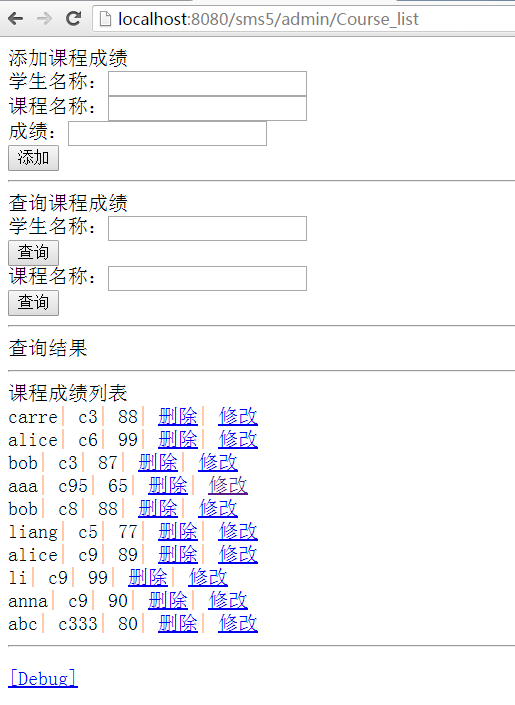 localhost:8080/sms5/admin/Course_list
添加课程成绩
学生名称:
课程名称:
成绩:
添加
查询课程成绩
学生名称:
查询
课程名称:
查询
查询结果
课程成绩列表
carre| c3| 88| 删除| 修改
alice| c6| 99| 删除| 修改
bob| c3| 87| 删除| 修改
aaa| c95| 65| 删除| 修改
bob| c8| 88| 删除| 修改
liang| c5| 77| 删除| 修改
alice| c9| 89| 删除| 修改
li| c9| 99| 删除| 修改
anna| c9| 90| 删除| 修改
abc| c333| 80| 删除| 修改
[Debug]